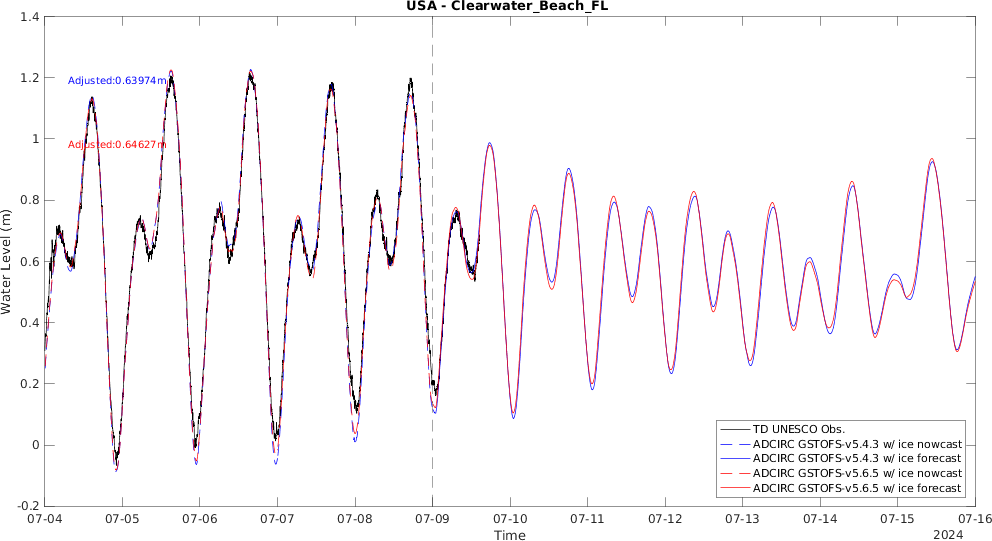 USA - Clearwater_Beach_FL
1.4
1.2
1
0.8
0.6
0.4
0.2
0
-0.2
Water Level (m)
Adjusted:0.63974m
Adjusted:0.64627m
TD UNESCO Obs.
ADCIRC GSTOFS-v5.4.3 w/ ice nowcast
ADCIRC GSTOFS-v5.4.3 w/ ice forecast
ADCIRC GSTOFS-v5.6.5 w/ ice nowcast
ADCIRC GSTOFS-v5.6.5 w/ ice forecast
07-04 07-05 07-06 07-07 07-08 07-09 07-10 07-11 07-12 07-13 07-14 07-15 07-16
Time
2024